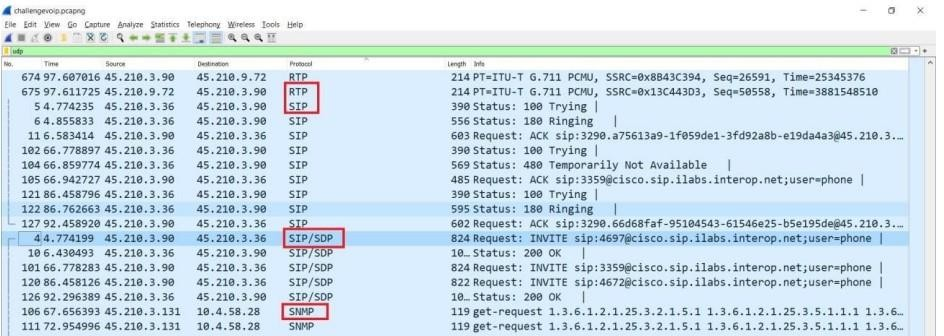 challengevoip.pcapng
File Edit View Go Capture Analyze Statistics Telephony Wireless Tools Help
udp
No. Time Source Destination Protocol Length Info
674 97.607016 45.210.3.90 45.210.9.72 RTP 214 PT=ITU-T G.711 PCMU, SSRC=0x8B43C394, Seq=26591, Time=25345376
675 97.611725 45.210.9.72 45.210.3.90 RTP 214 PT=ITU-T G.711 PCMU, SSRC=0x13C443D3, Seq=50558, Time=3881548510
5 4.774235 45.210.3.36 45.210.3.90 SIP 390 Status: 100 Trying |
6 4.855833 45.210.3.36 45.210.3.90 SIP 556 Status: 180 Ringing |
11 6.583414 45.210.3.90 45.210.3.36 SIP 603 Request: ACK sip:3290.a75613a9-1f059de1-3fd92a8b-e19da4a3@45.210.3...
102 66.778897 45.210.3.36 45.210.3.90 SIP 390 Status: 100 Trying |
104 66.859774 45.210.3.36 45.210.3.90 SIP 569 Status: 480 Temporarily Not Available |
105 66.942727 45.210.3.90 45.210.3.36 SIP 485 Request: ACK sip:3359@cisco.sip.ilabs.interop.net;user=phone |
121 86.458796 45.210.3.36 45.210.3.90 SIP 390 Status: 100 Trying |
122 86.762663 45.210.3.36 45.210.3.90 SIP 595 Status: 180 Ringing |
127 92.458920 45.210.3.90 45.210.3.36 SIP 602 Request: ACK sip:3290.66d68faf-95104543-61546e25-b5e195de@45.210.3...
4 4.774199 45.210.3.90 45.210.3.36 SIP/SDP 824 Request: INVITE sip:4697@cisco.sip.ilabs.interop.net;user=phone |
10 6.430493 45.210.3.36 45.210.3.90 SIP/SDP 10... Status: 200 OK |
101 66.778283 45.210.3.90 45.210.3.36 SIP/SDP 824 Request: INVITE sip:3359@cisco.sip.ilabs.interop.net;user=phone |
120 86.458126 45.210.3.90 45.210.3.36 SIP/SDP 822 Request: INVITE sip:4672@cisco.sip.ilabs.interop.net;user=phone |
126 92.296389 45.210.3.36 45.210.3.90 SIP/SDP 10... Status: 200 OK |
106 67.656393 45.210.3.131 10.4.58.28 SNMP 119 get-request 1.3.6.1.2.1.25.3.2.1.5.1 1.3.6.1.2.1.25.3.5.1.1.1 1.3.6...
111 72.954996 45.210.3.131 10.4.58.28 SNMP 119 get-request 1.3.6.1.2.1.25.3.2.1.5.1 1.3.6.1.2.1.25.3.5.1.1.1 1.3.6...